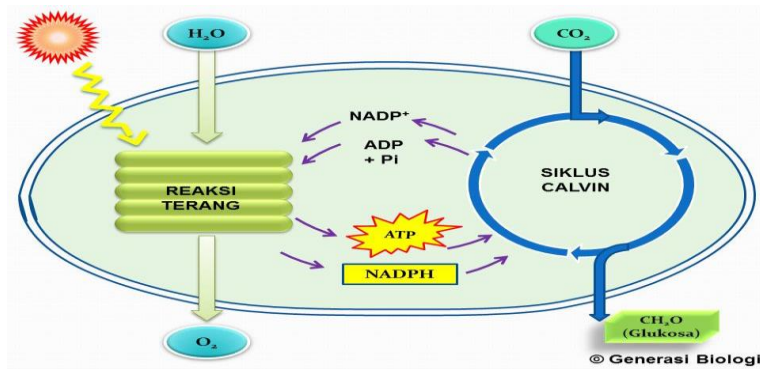 H₂O
CO₂
NADP⁺
ADP
+ Pi
REAKSI
TERANG
SIKLUS
CALVIN
ATP
NADPH
O₂
CH₂O
(Glukosa)
© Generasi Biologi